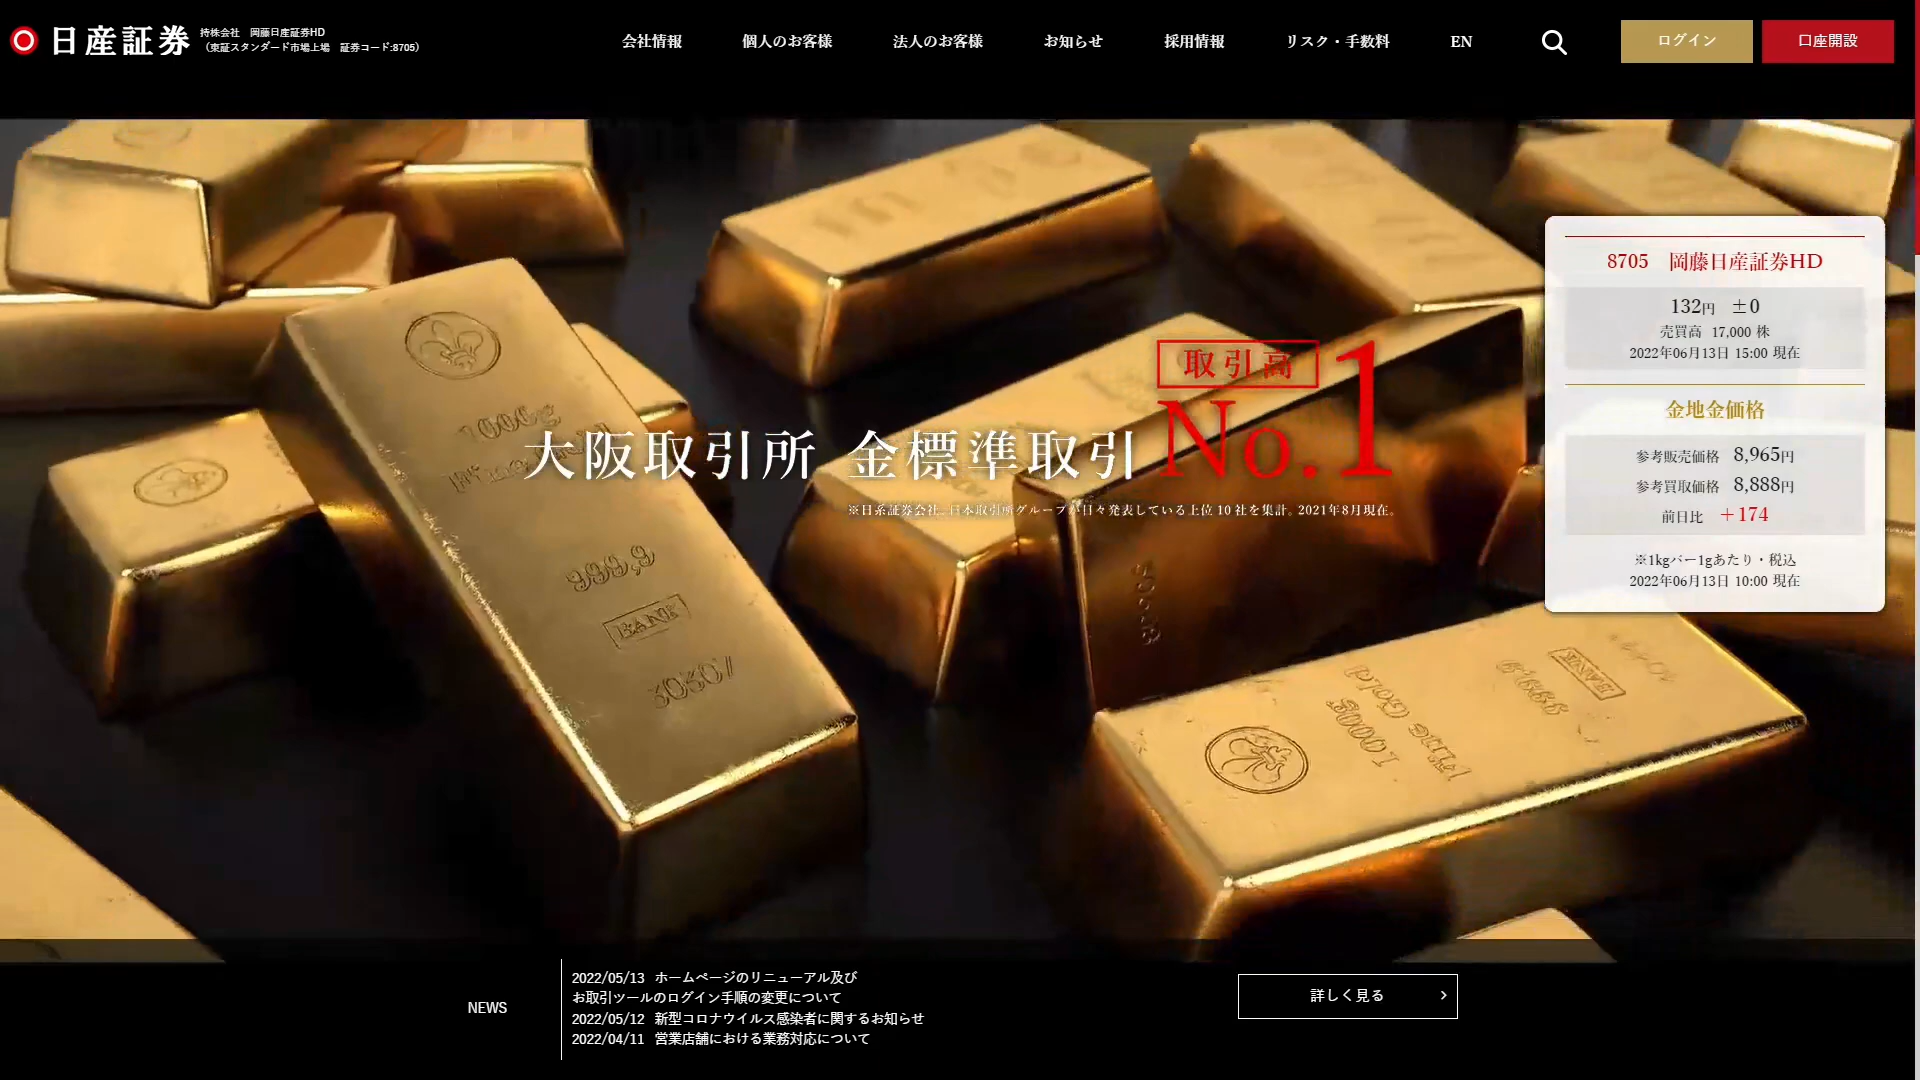 日産証券
持株会社　岡藤日産証券HD
（東証スタンダード市場上場　証券コード:8705）
会社情報
個人のお客様
法人のお客様
お知らせ
採用情報
リスク・手数料
EN
ログイン
口座開設
8705　岡藤日産証券HD
132円　±0
売買高 17,000 株
2022年06月13日 15:00 現在
金地金価格
参考販売価格 8,965円
参考買取価格 8,888円
前日比 ＋174
※1kgバー1gあたり・税込
2022年06月13日 10:00 現在
取引高
大阪取引所 金標準取引 No.1
※日系証券会社。日本取引所グループが日々発表している上位10社を集計。2021年8月現在。
1000g
999,9
BANK
30307
BANK
999,9
1000g
Fine Gold
NEWS
2022/05/13 ホームページのリニューアル及び
お取引ツールのログイン手順の変更について
2022/05/12 新型コロナウイルス感染者に関するお知らせ
2022/04/11 営業店舗における業務対応について
詳しく見る